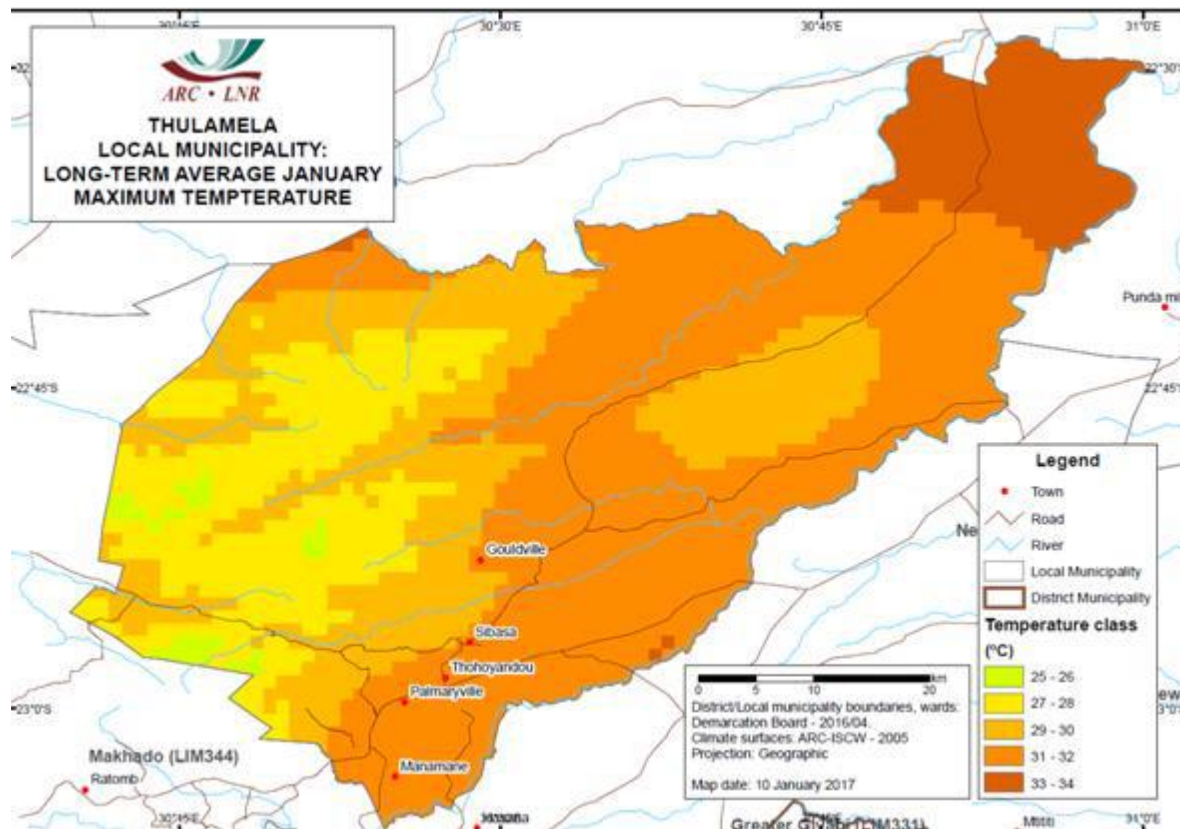 30°30'E
30°45'E
31°0'E
ARC • LNR
THULAMELA
LOCAL MUNICIPALITY:
LONG-TERM AVERAGE JANUARY
MAXIMUM TEMPTERATURE
22°30'S
Punda mil
22°45'S
22°45'S
Legend
Town
Road
River
Local Municipality
District Municipality
Temperature class
(°C)
25 - 26
27 - 28
29 - 30
31 - 32
33 - 34
Ne
Gouldville
Sibasa
Thohoyandou
Palmaryville
Manamane
0 5 10 20 km
District/Local municipality boundaries, wards:
Demarcation Board - 2016/04.
Climate surfaces: ARC-ISCW - 2005
Projection: Geographic
Map date: 10 January 2017
23°0'S
Makhado (LIM344)
Ratomb
30°45'E
31°0'E